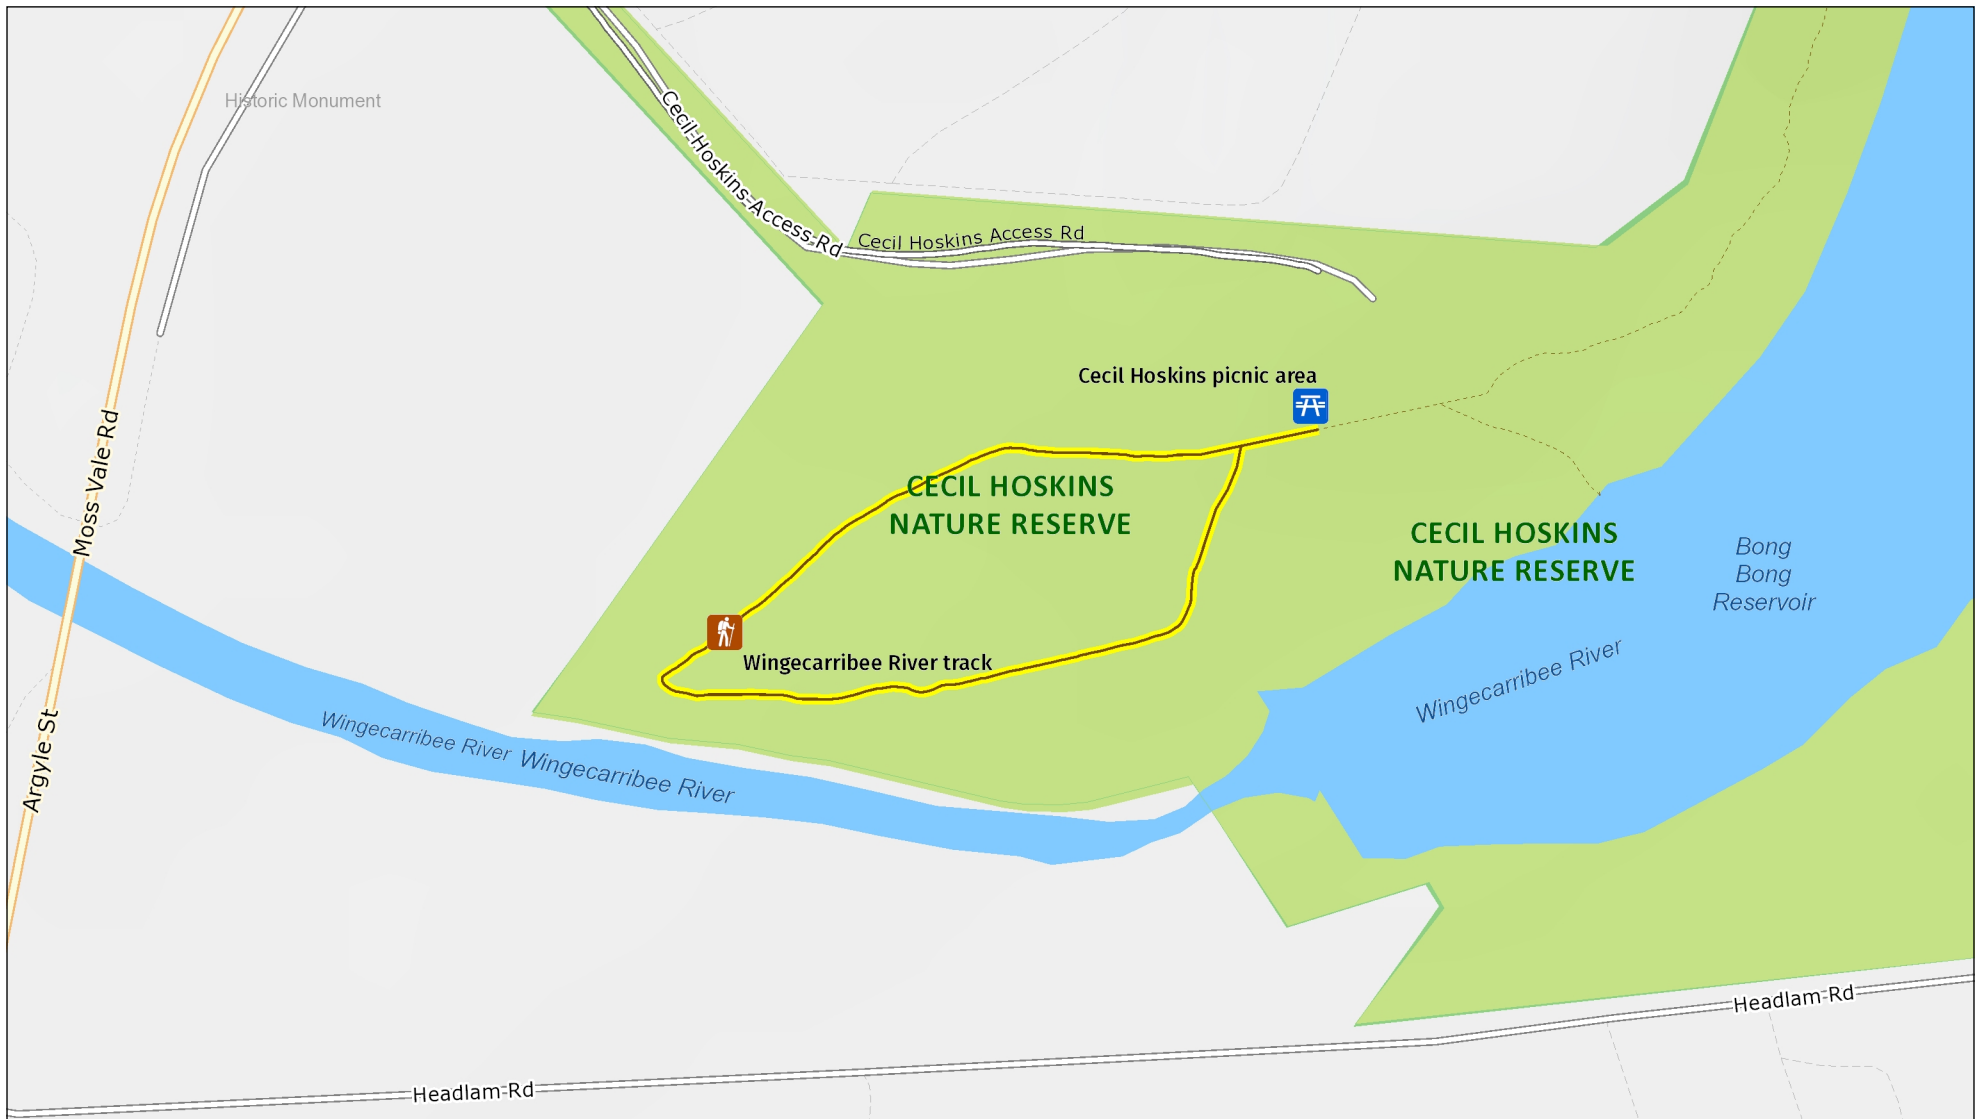 Historic Monument
Cecil-Hoskins-Access-Rd
Cecil Hoskins Access Rd
Cecil Hoskins picnic area
Moss-Vale-Rd
CECIL HOSKINS
NATURE RESERVE
CECIL HOSKINS
NATURE RESERVE
Bong
Bong
Reservoir
Wingecarribee River track
Wingecarribee River
Wingecarribee River
Wingecarribee River
Argyle-St
Headlam-Rd
Headlam-Rd